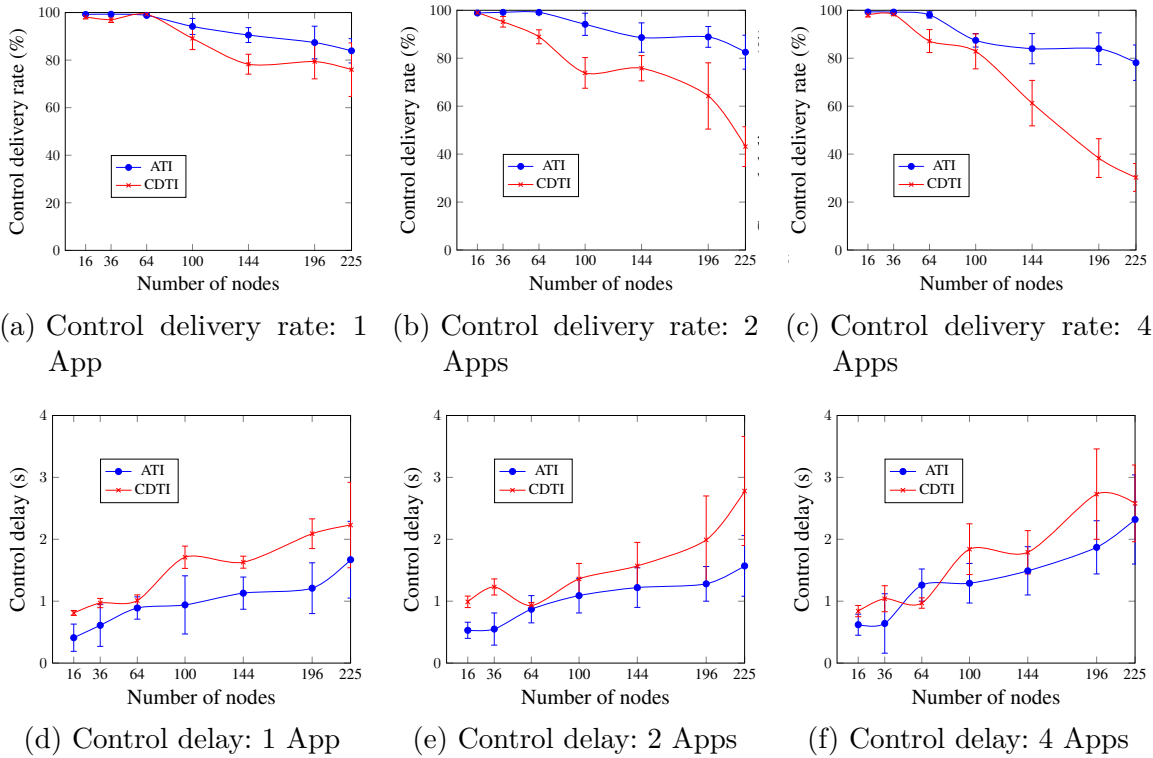 100
80
60
40
20
0
Control delivery rate (%)
ATI
CDTI
16 36 64 100 144 196 225
Number of nodes
(a) Control delivery rate: 1
App
100
80
60
40
20
0
Control delivery rate (%)
ATI
CDTI
16 36 64 100 144 196 225
Number of nodes
(b) Control delivery rate: 2
Apps
100
80
60
40
20
0
Control delivery rate (%)
ATI
CDTI
16 36 64 100 144 196 225
Number of nodes
(c) Control delivery rate: 4
Apps
4
3
2
1
0
Control delay (s)
ATI
CDTI
16 36 64 100 144 196 225
Number of nodes
(d) Control delay: 1 App
4
3
2
1
0
Control delay (s)
ATI
CDTI
16 36 64 100 144 196 225
Number of nodes
(e) Control delay: 2 Apps
4
3
2
1
0
Control delay (s)
ATI
CDTI
16 36 64 100 144 196 225
Number of nodes
(f) Control delay: 4 Apps